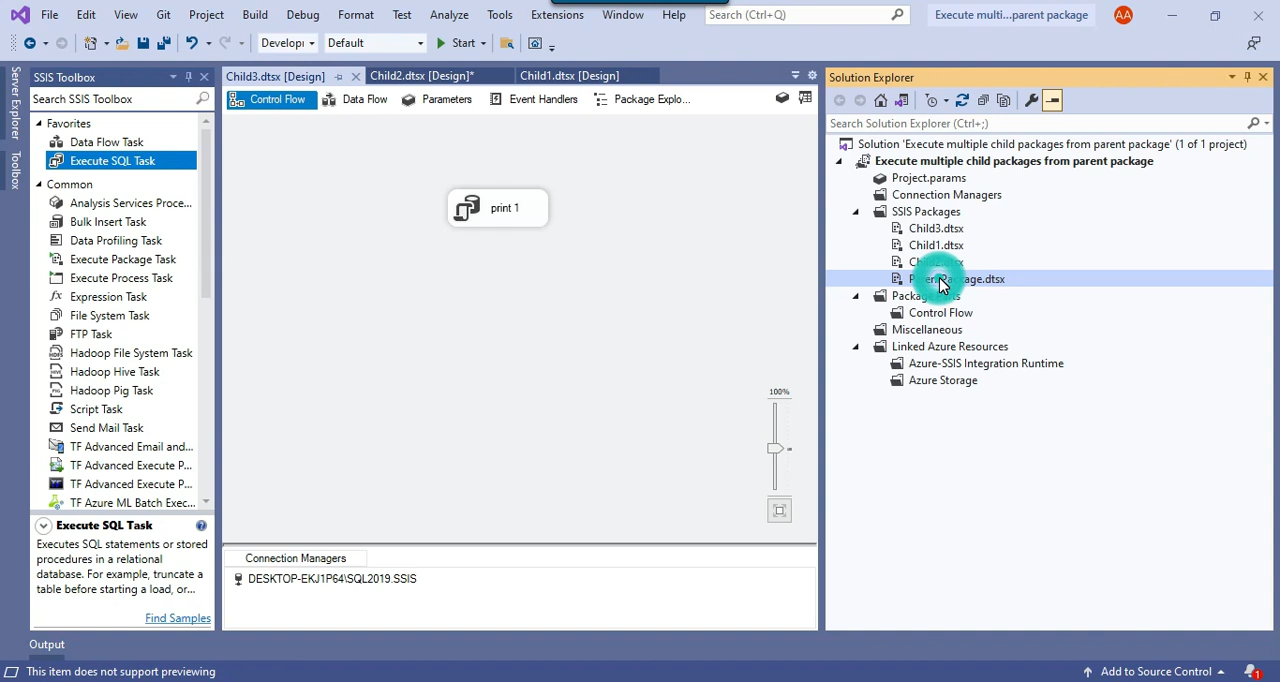 File Edit View Git Project Build Debug Format Test Analyze Tools Extensions Window Help Search (Ctrl+Q) Execute multi...parent package AA
Developi Default Start
Server Explorer
Toolbox
SSIS Toolbox
Search SSIS Toolbox
Favorites
Data Flow Task
Execute SQL Task
Common
Analysis Services Proce...
Bulk Insert Task
Data Profiling Task
Execute Package Task
Execute Process Task
Expression Task
File System Task
FTP Task
Hadoop File System Task
Hadoop Hive Task
Hadoop Pig Task
Script Task
Send Mail Task
TF Advanced Email and...
TF Advanced Execute P...
TF Advanced Execute P...
TF Azure ML Batch Exec...
Execute SQL Task
Executes SQL statements or stored
procedures in a relational
database. For example, truncate a
table before starting a load, or...
Find Samples
Child3.dtsx [Design] Child2.dtsx [Design]* Child1.dtsx [Design]
Control Flow Data Flow Parameters Event Handlers Package Explo...
print 1
100%
Connection Managers
DESKTOP-EKJ1P64\SQL2019.SSIS
Solution Explorer
Search Solution Explorer (Ctrl+;)
Solution 'Execute multiple child packages from parent package' (1 of 1 project)
Execute multiple child packages from parent package
Project.params
Connection Managers
SSIS Packages
Child3.dtsx
Child1.dtsx
Child2.dtsx
ParentPackage.dtsx
Package Parts
Control Flow
Miscellaneous
Linked Azure Resources
Azure-SSIS Integration Runtime
Azure Storage
Output
This item does not support previewing Add to Source Control 1